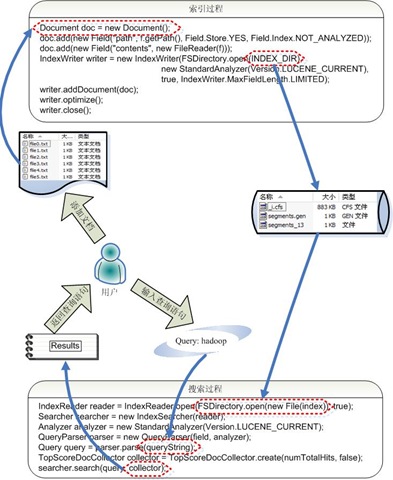 索引过程
Document doc = new Document();
doc.add(new Field("path", f.getPath(), Field.Store.YES, Field.Index.NOT_ANALYZED));
doc.add(new Field("contents", new FileReader(f)));
IndexWriter writer = new IndexWriter(FSDirectory.open(INDEX_DIR),
new StandardAnalyzer(Version.LUCENE_CURRENT),
true, IndexWriter.MaxFieldLength.LIMITED);
writer.addDocument(doc);
writer.optimize();
writer.close();
名称 大... 类型
file0.txt 1 KB 文本文档
file1.txt 1 KB 文本文档
file2.txt 1 KB 文本文档
file3.txt 1 KB 文本文档
file4.txt 1 KB 文本文档
file5.txt 1 KB 文本文档
名称 大小 类型
_i.cfs 883 KB CFS 文件
segments.gen 1 KB GEN 文件
segments_13 1 KB 文件
添加文档
用户
输入查询语句
返回查询语句
Results
Query: hadoop
搜索过程
IndexReader reader = IndexReader.open(FSDirectory.open(new File(index)), true);
Searcher searcher = new IndexSearcher(reader);
Analyzer analyzer = new StandardAnalyzer(Version.LUCENE_CURRENT);
QueryParser parser = new QueryParser(field, analyzer);
Query query = parser.parse(queryString);
TopScoreDocCollector collector = TopScoreDocCollector.create(numTotalHits, false);
searcher.search(query, collector);